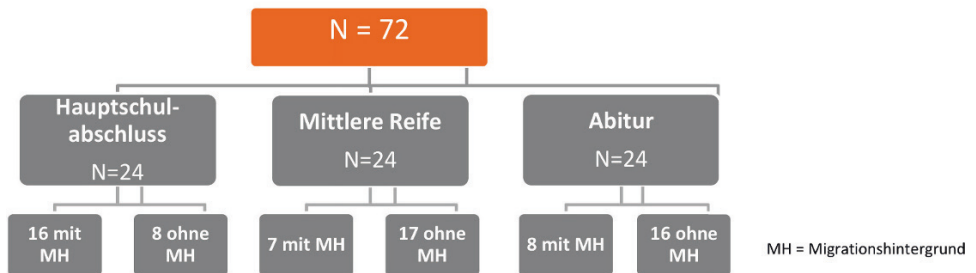 N = 72
Hauptschul-
abschluss
N=24
Mittlere Reife
N=24
Abitur
N=24
16 mit
MH
8 ohne
MH
7 mit MH
17 ohne
MH
8 mit MH
16 ohne
MH
MH = Migrationshintergrund